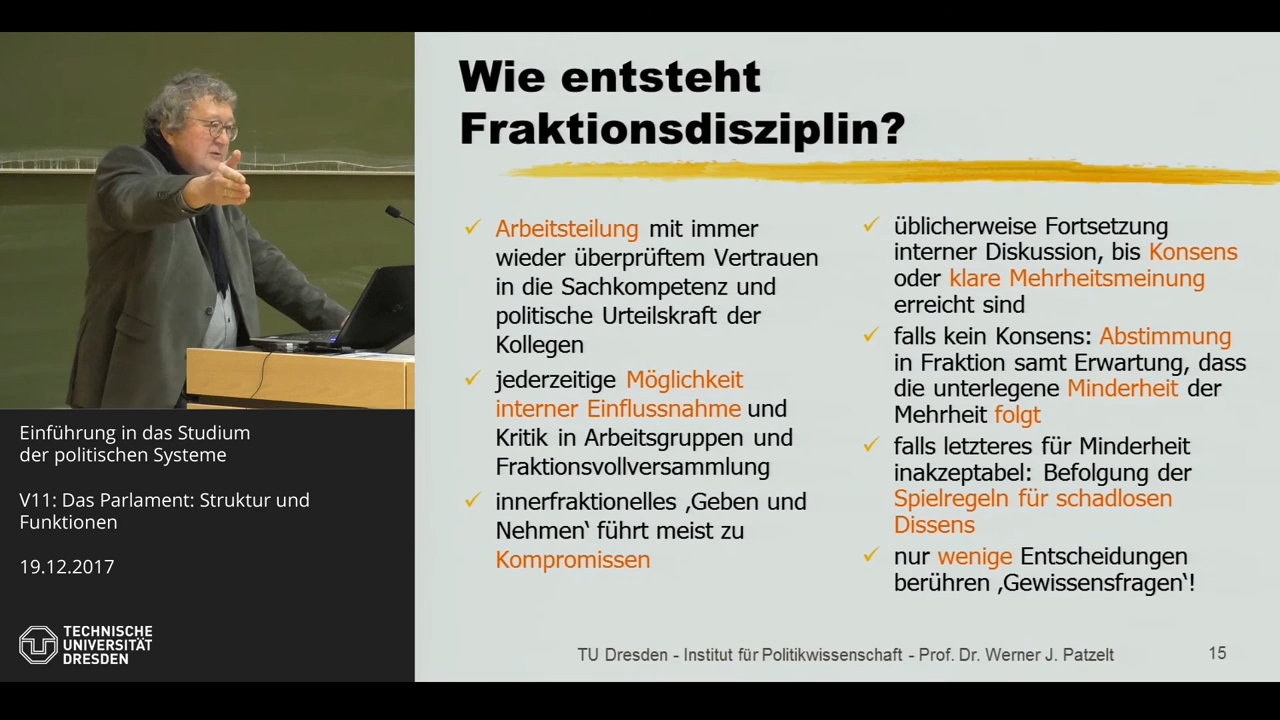 Wie entsteht
Fraktionsdisziplin?
Arbeitsteilung mit immer
wieder überprüftem Vertrauen
in die Sachkompetenz und
politische Urteilskraft der
Kollegen
jederzeitige Möglichkeit
interner Einflussnahme und
Kritik in Arbeitsgruppen und
Fraktionsvollversammlung
innerfraktionelles ‚Geben und
Nehmen‘ führt meist zu
Kompromissen
üblicherweise Fortsetzung
interner Diskussion, bis Konsens
oder klare Mehrheitsmeinung
erreicht sind
falls kein Konsens: Abstimmung
in Fraktion samt Erwartung, dass
die unterlegene Minderheit der
Mehrheit folgt
falls letzteres für Minderheit
inakzeptabel: Befolgung der
Spielregeln für schadlosen
Dissens
nur wenige Entscheidungen
berühren ‚Gewissensfragen‘!
TU Dresden - Institut für Politikwissenschaft - Prof. Dr. Werner J. Patzelt
15
Einführung in das Studium
der politischen Systeme
V11: Das Parlament: Struktur und
Funktionen
19.12.2017
TECHNISCHE
UNIVERSITÄT
DRESDEN